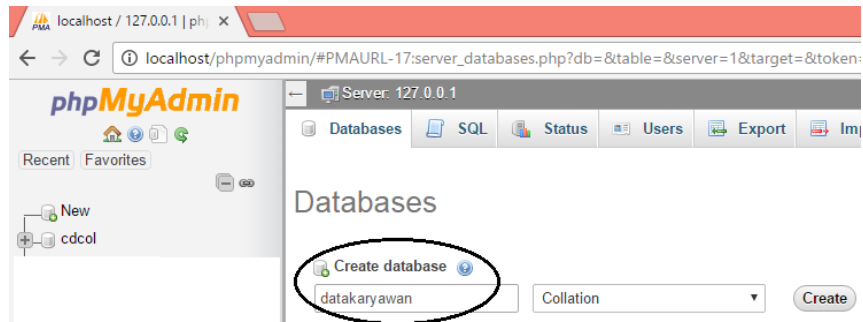 PMA localhost / 127.0.0.1 | ph
localhost/phpmyadmin/#PMAURL-17:server_databases.php?db=&table=&server=1&target=&token=
phpMyAdmin
Server: 127.0.0.1
Databases SQL Status Users Export Imp
Recent Favorites
New
cdcol
Databases
Create database
datakaryawan Collation Create